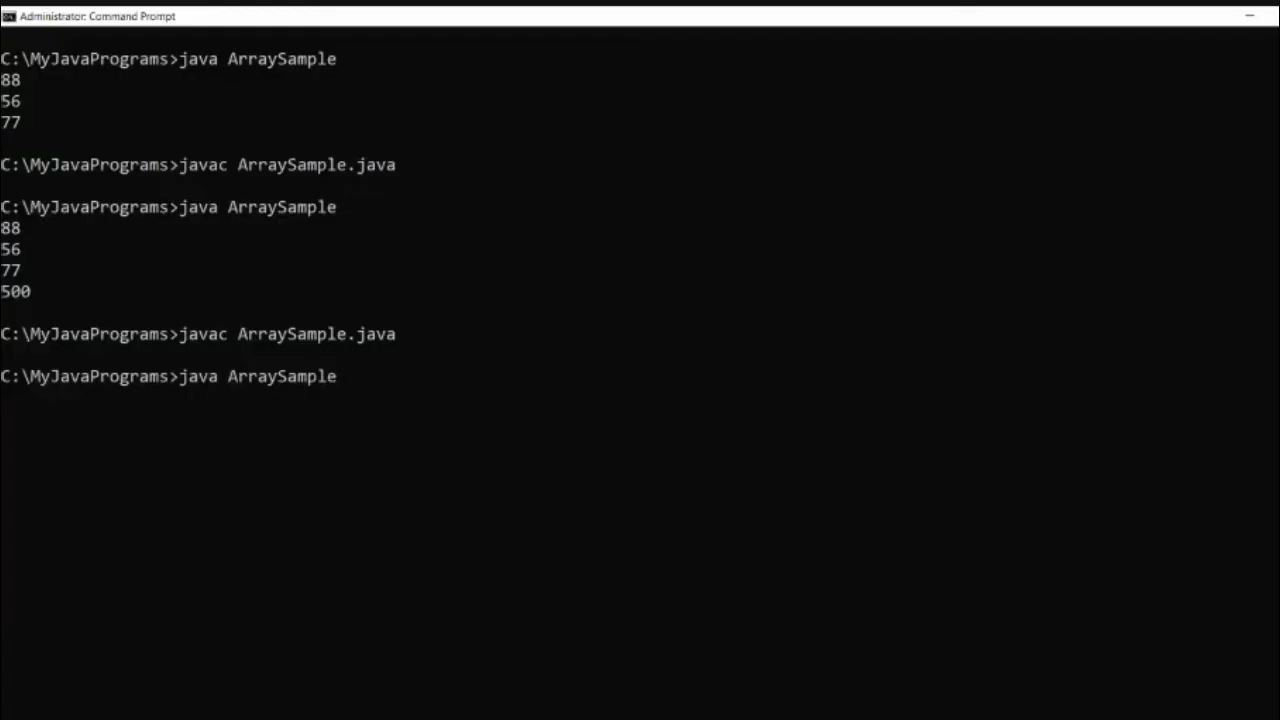 Administrator: Command Prompt
C:\MyJavaPrograms>java ArraySample
88
56
77
C:\MyJavaPrograms>javac ArraySample.java
C:\MyJavaPrograms>java ArraySample
88
56
77
500
C:\MyJavaPrograms>javac ArraySample.java
C:\MyJavaPrograms>java ArraySample